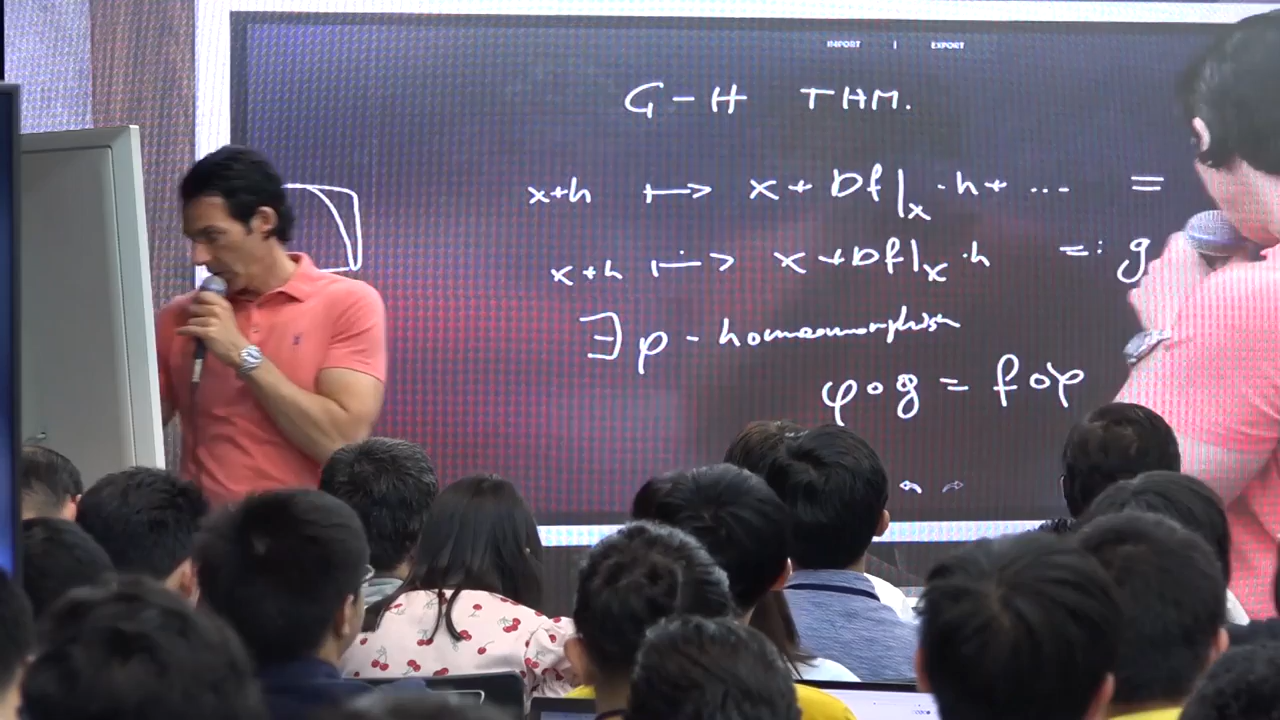 IMPORT | EXPORT
G-H THM.
x+h ⟼ x + Df|ₓ·h + ... =
x+h ⟼ x + Df|ₓ·h =: g
∃ φ - homeomorphism
φ∘g = f∘φ